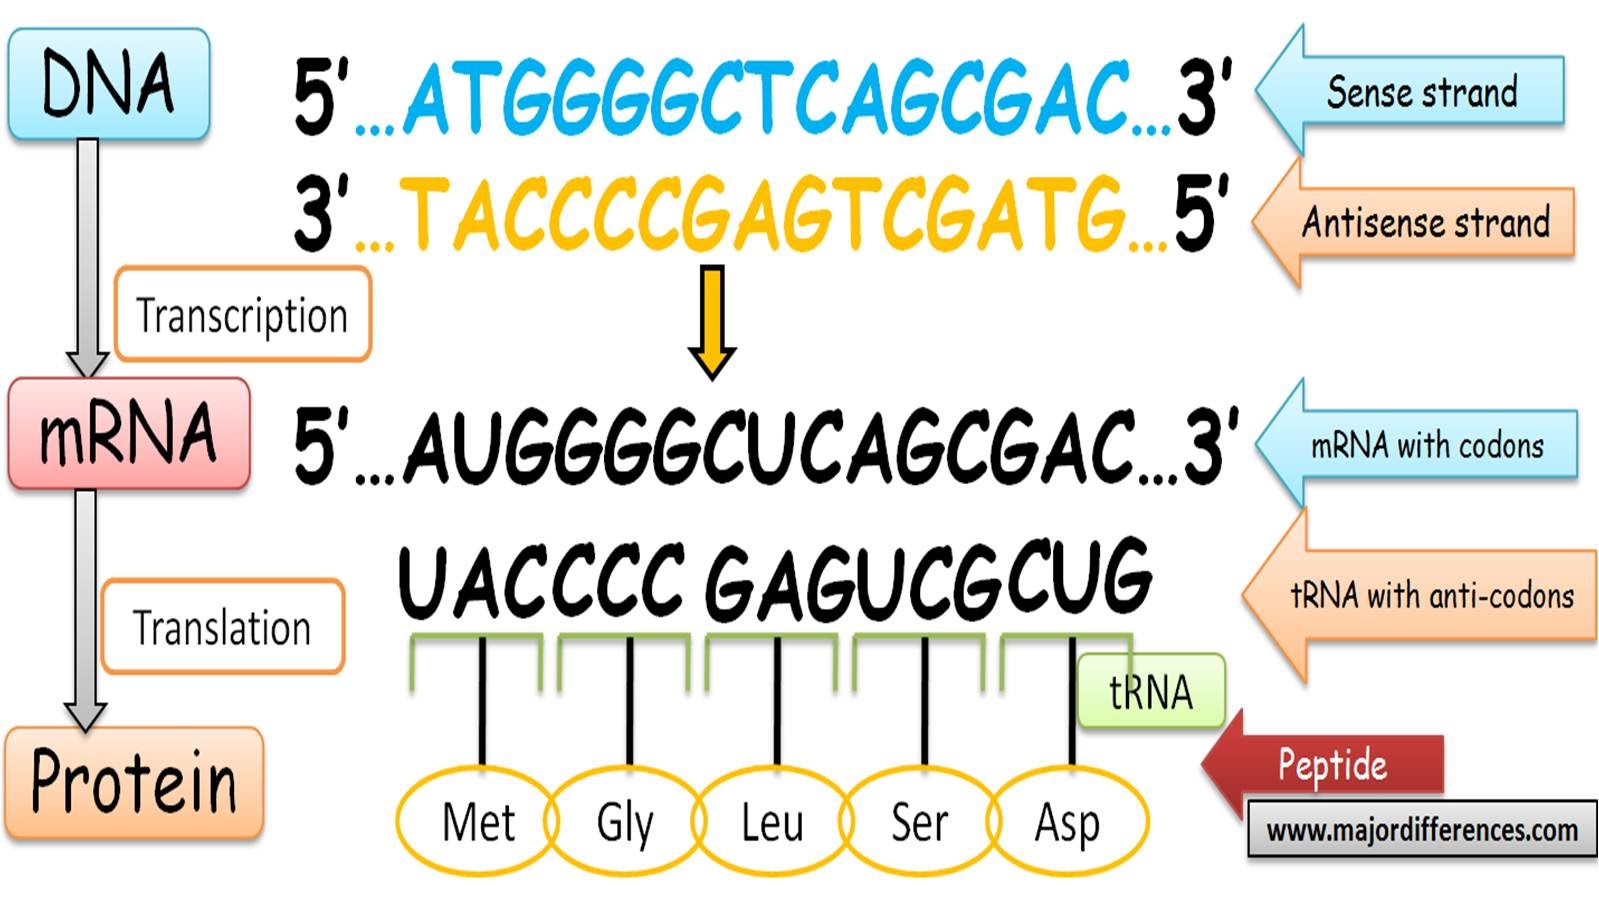 DNA
5' ...ATGGGGCTCAGCGAC...3'
Sense strand
3' ...TACCCCGAGTCGATG...5'
Antisense strand
Transcription
mRNA
5' ...AUGGGGCUCAGCGAC...3'
mRNA with codons
UACCCC GAGUCGCUG
tRNA with anti-codons
Translation
tRNA
Protein
Met Gly Leu Ser Asp
Peptide
www.majordifferences.com